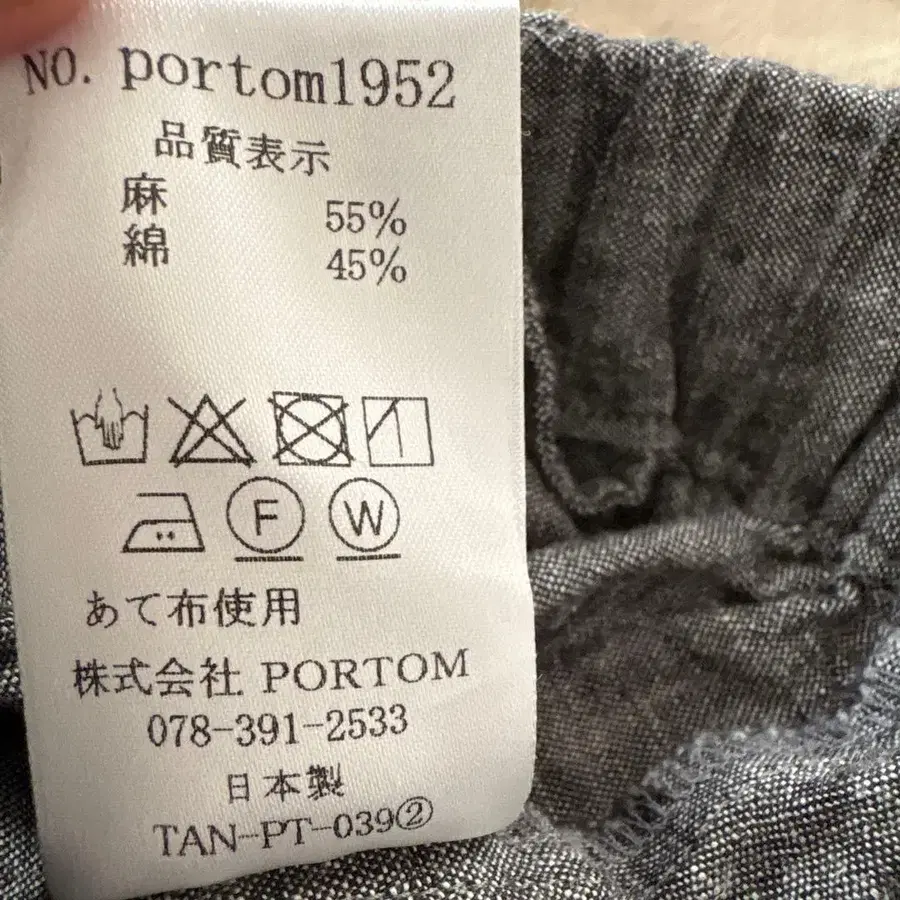 NO. portom1952
品質表示
麻 55%
綿 45%
F W
あて布使用
株式会社 PORTOM
078-391-2533
日本製
TAN-PT-039②